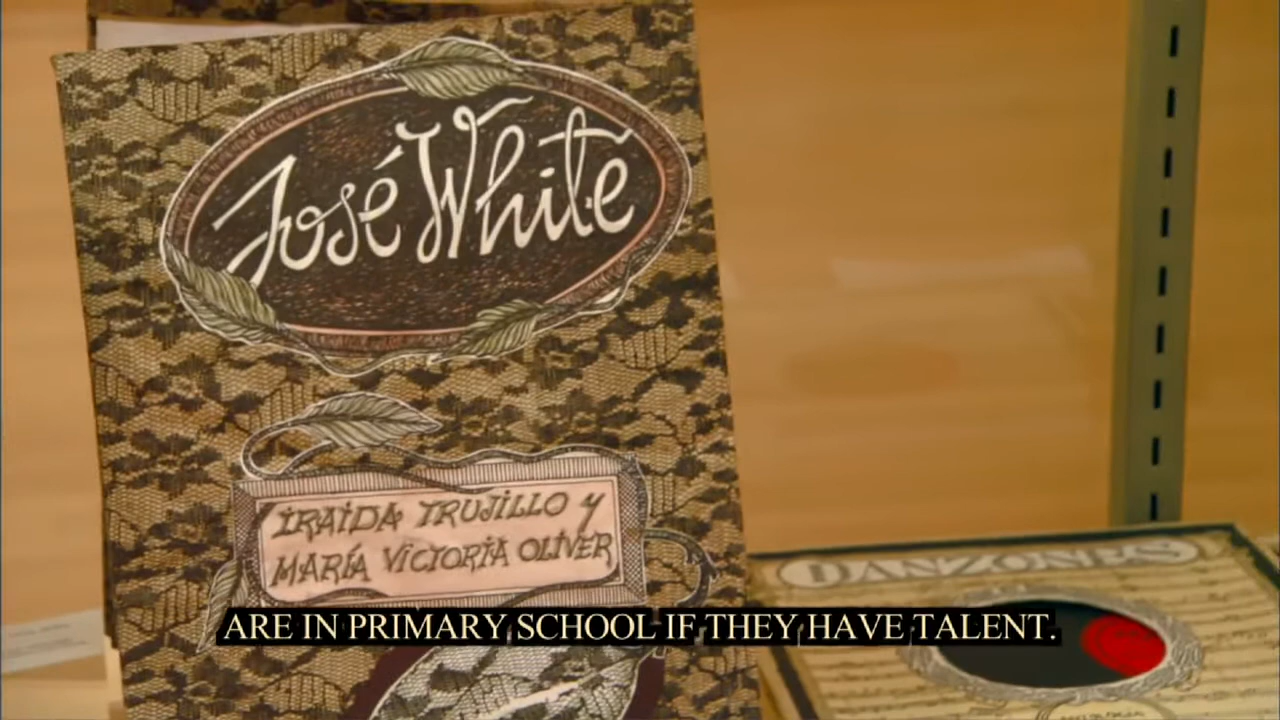 José White
IRAIDA TRUJILLO Y
MARÍA VICTORIA OLIVER
DANZONES
ARE IN PRIMARY SCHOOL IF THEY HAVE TALENT.